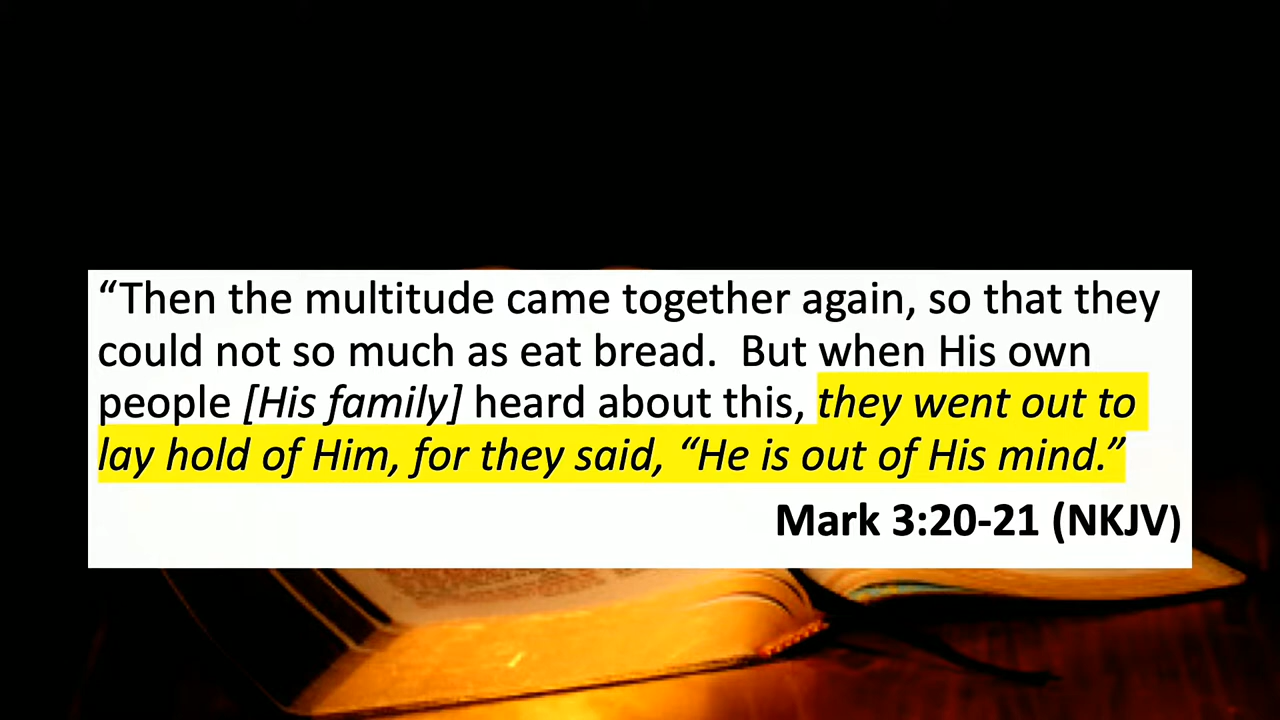 “Then the multitude came together again, so that they
could not so much as eat bread.  But when His own
people [His family] heard about this, they went out to
lay hold of Him, for they said, “He is out of His mind.”
Mark 3:20-21 (NKJV)